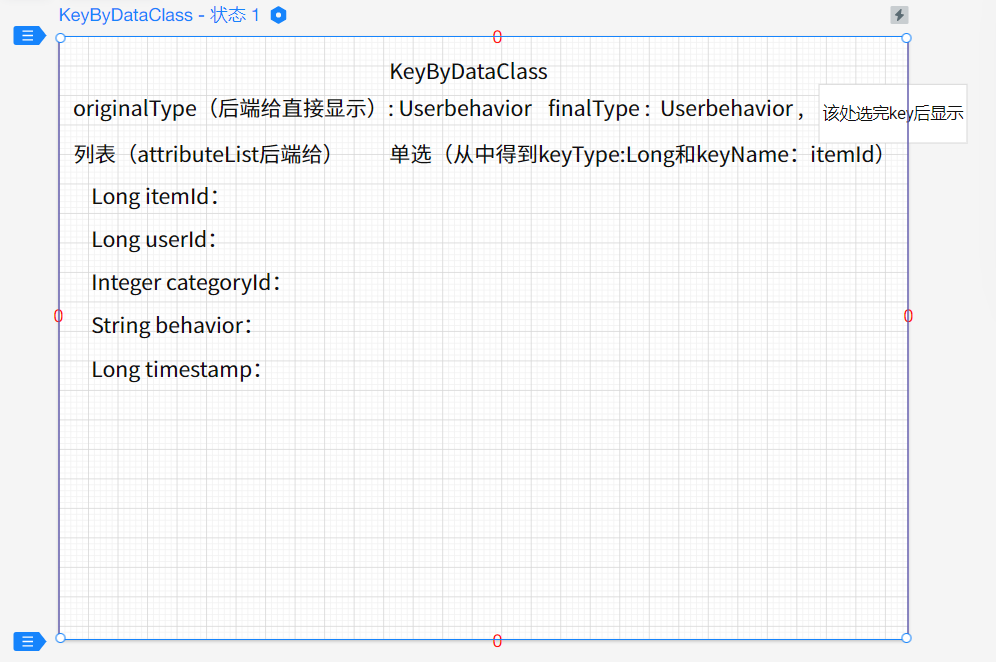 KeyByDataClass - 状态 1
0
KeyByDataClass
originalType（后端给直接显示）: Userbehavior finalType : Userbehavior ,
该处选完key后显示
列表（attributeList后端给） 单选（从中得到keyType:Long和keyName：itemId）
Long itemId：
Long userId：
Integer categoryId：
0 0
String behavior：
Long timestamp：
0